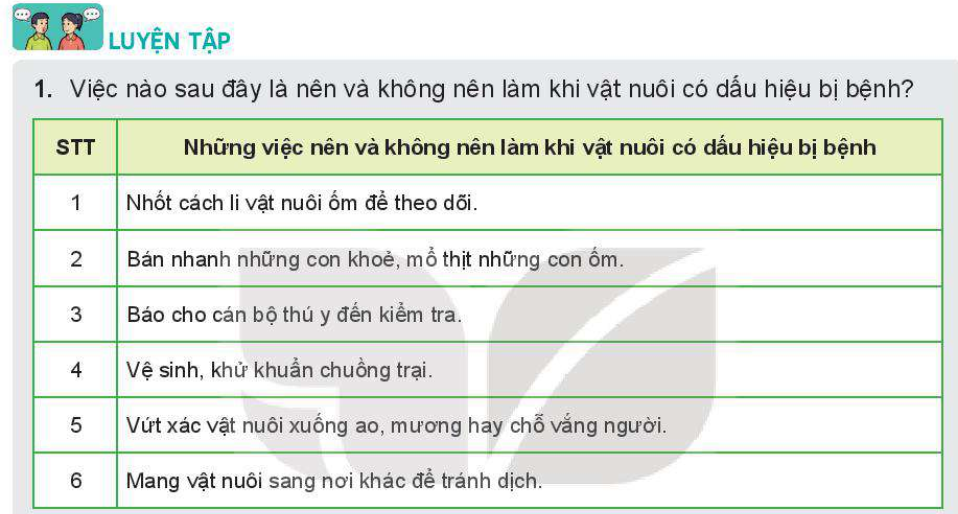 LUYỆN TẬP
1. Việc nào sau đây là nên và không nên làm khi vật nuôi có dấu hiệu bị bệnh?
STT Những việc nên và không nên làm khi vật nuôi có dấu hiệu bị bệnh
1 Nhốt cách li vật nuôi ốm để theo dõi.
2 Bán nhanh những con khoẻ, mổ thịt những con ốm.
3 Báo cho cán bộ thú y đến kiểm tra.
4 Vệ sinh, khử khuẩn chuồng trại.
5 Vứt xác vật nuôi xuống ao, mương hay chỗ vắng người.
6 Mang vật nuôi sang nơi khác để tránh dịch.